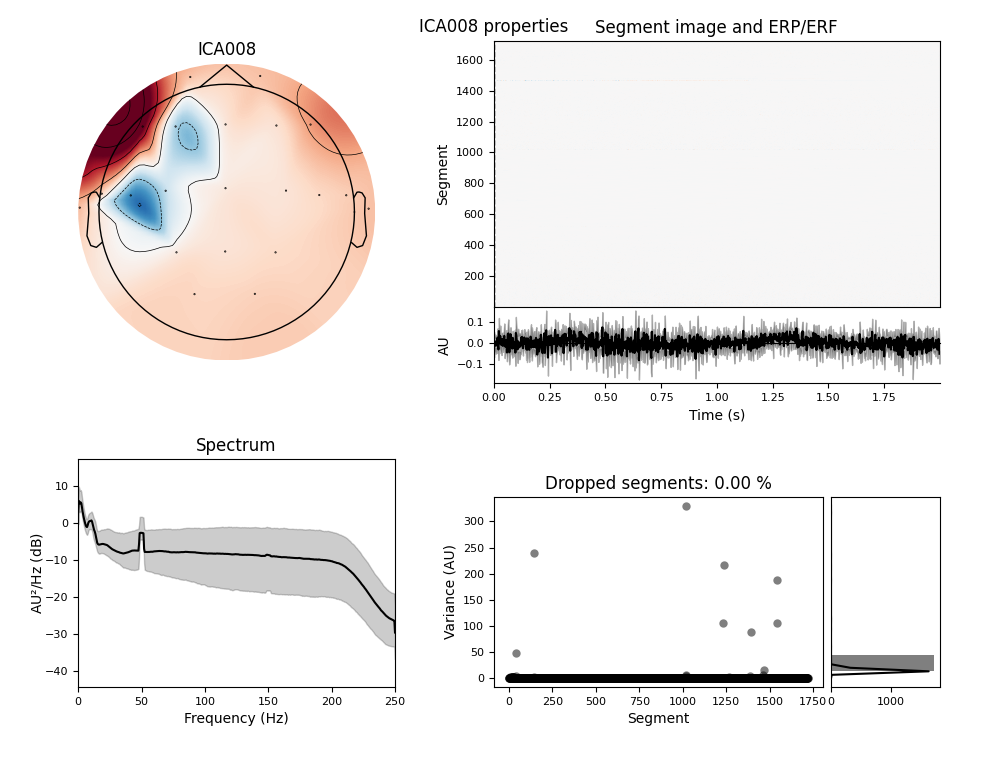 ICA008 properties
ICA008
Segment image and ERP/ERF
Segment
1600
1400
1200
1000
800
600
400
200
AU
0.1
0.0
−0.1
0.00 0.25 0.50 0.75 1.00 1.25 1.50 1.75
Time (s)
Spectrum
AU²/Hz (dB)
10
0
−10
−20
−30
−40
0 50 100 150 200 250
Frequency (Hz)
Dropped segments: 0.00 %
Variance (AU)
300
250
200
150
100
50
0
0 250 500 750 1000 1250 1500 1750
Segment
0 1000